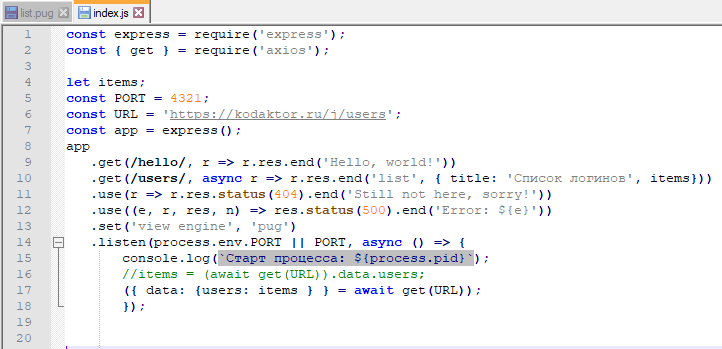 list.pug index.js
1 const express = require('express');
2 const { get } = require('axios');
3
4 let items;
5 const PORT = 4321;
6 const URL = 'https://kodaktor.ru/j/users';
7 const app = express();
8 app
9 .get(/hello/, r => r.res.end('Hello, world!'))
10 .get(/users/, async r => r.res.end('list', { title: 'Список логинов', items}))
11 .use(r => r.res.status(404).end('Still not here, sorry!'))
12 .use((e, r, res, n) => res.status(500).end('Error: ${e}'))
13 .set('view engine', 'pug')
14 .listen(process.env.PORT || PORT, async () => {
15 console.log(`Старт процесса: ${process.pid}`);
16 //items = (await get(URL)).data.users;
17 ({ data: {users: items } } = await get(URL));
18 });
19
20